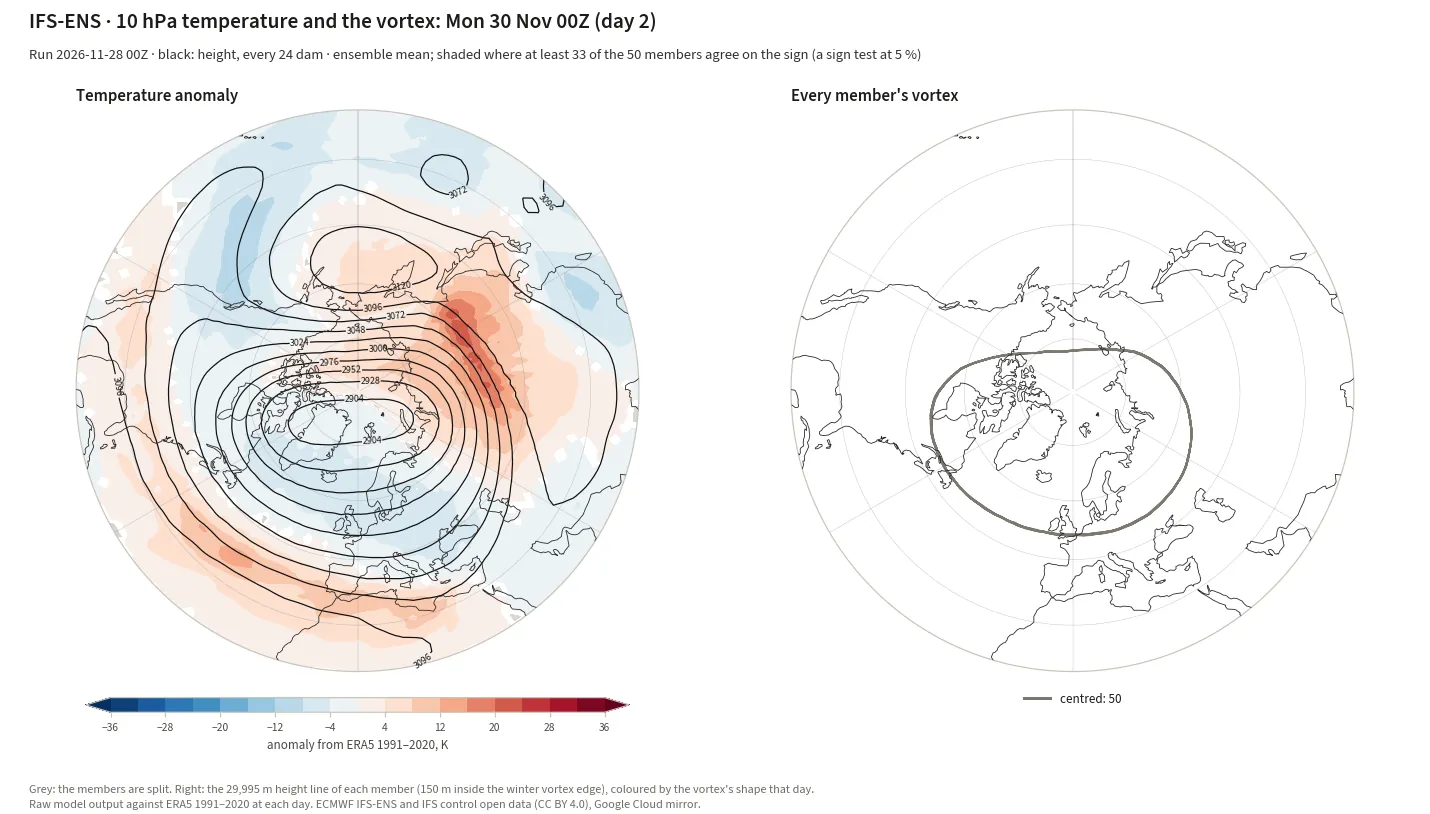 IFS-ENS · 10 hPa temperature and the vortex: Mon 30 Nov 00Z (day 2)
Run 2026-11-28 00Z · black: height, every 24 dam · ensemble mean; shaded where at least 33 of the 50 members agree on the sign (a sign test at 5 %)
Temperature anomaly
Every member's vortex
3072
3096
3120
3096
3072
3048
3024
3000
2976
2952
2928
3096
2904
2904
3096
centred: 50
−36 −28 −20 −12 −4 4 12 20 28 36
anomaly from ERA5 1991–2020, K
Grey: the members are split. Right: the 29,995 m height line of each member (150 m inside the winter vortex edge), coloured by the vortex's shape that day.
Raw model output against ERA5 1991–2020 at each day. ECMWF IFS-ENS and IFS control open data (CC BY 4.0), Google Cloud mirror.